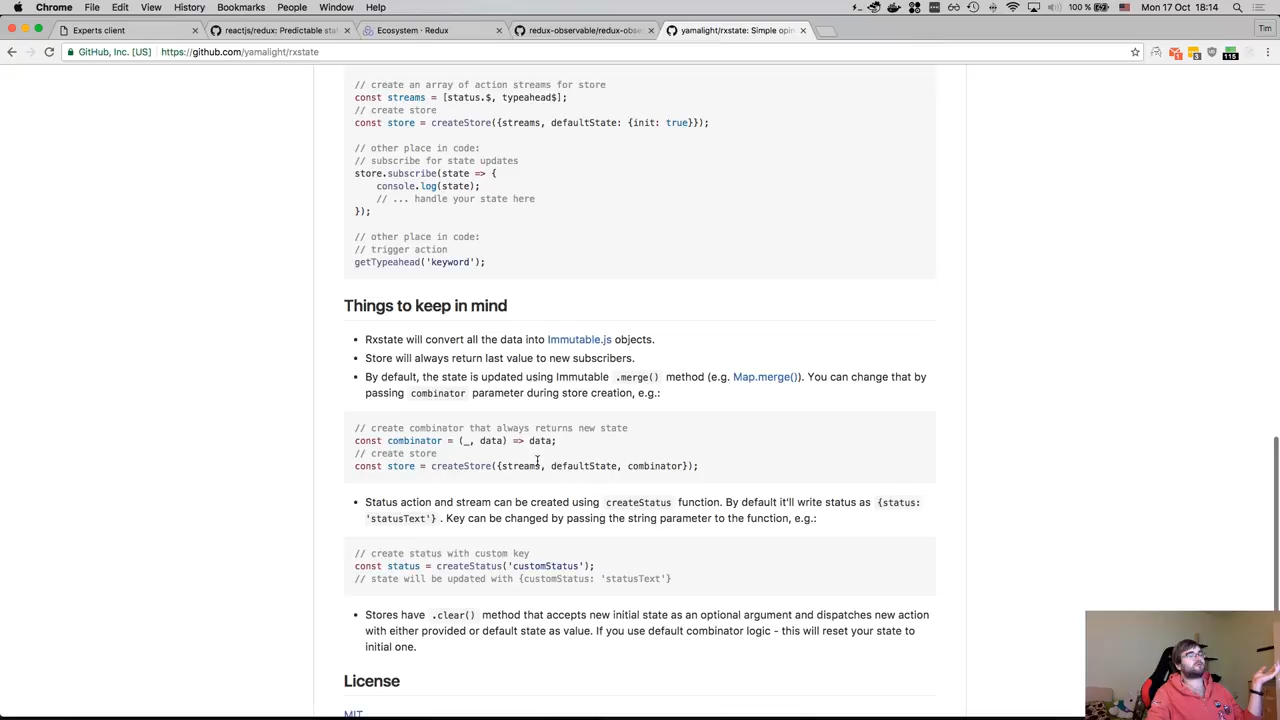 Chrome File Edit View History Bookmarks People Window Help 100 % Mon 17 Oct 18:14
Experts client reactjs/redux: Predictable sta Ecosystem · Redux redux-observable/redux-obse yamalight/rxstate: Simple opin Tim
GitHub, Inc. [US] https://github.com/yamalight/rxstate
// create an array of action streams for store
const streams = [status.$, typeahead$];
// create store
const store = createStore({streams, defaultState: {init: true}});
// other place in code:
// subscribe for state updates
store.subscribe(state => {
console.log(state);
// ... handle your state here
});
// other place in code:
// trigger action
getTypeahead('keyword');
Things to keep in mind
• Rxstate will convert all the data into Immutable.js objects.
• Store will always return last value to new subscribers.
• By default, the state is updated using Immutable .merge() method (e.g. Map.merge()). You can change that by
passing combinator parameter during store creation, e.g.:
// create combinator that always returns new state
const combinator = (_, data) => data;
// create store
const store = createStore({streams, defaultState, combinator});
• Status action and stream can be created using createStatus function. By default it'll write status as {status:
'statusText'} . Key can be changed by passing the string parameter to the function, e.g.:
// create status with custom key
const status = createStatus('customStatus');
// state will be updated with {customStatus: 'statusText'}
• Stores have .clear() method that accepts new initial state as an optional argument and dispatches new action
with either provided or default state as value. If you use default combinator logic - this will reset your state to
initial one.
License
MIT